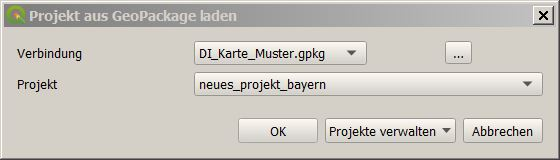 Projekt aus GeoPackage laden
Verbindung DI_Karte_Muster.gpkg ...
Projekt neues_projekt_bayern
OK Projekte verwalten Abbrechen